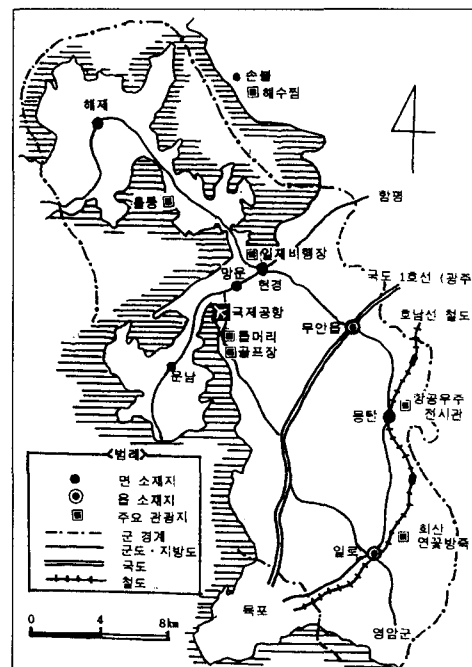 손불
해수찜
해제
함평
홀통
일제비행장
현경
망운
국도 1호선 (광주
국제공항
무안읍
호남선 철도
톱머리
골프장
운남
몽탄
창공우주
전시관
<범례>
면 소재지
읍 소재지
주요 관광지
군 경계
군도·지방도
국도
철도
회산
연꽃방죽
일로
목포
영암군
0 4 8km